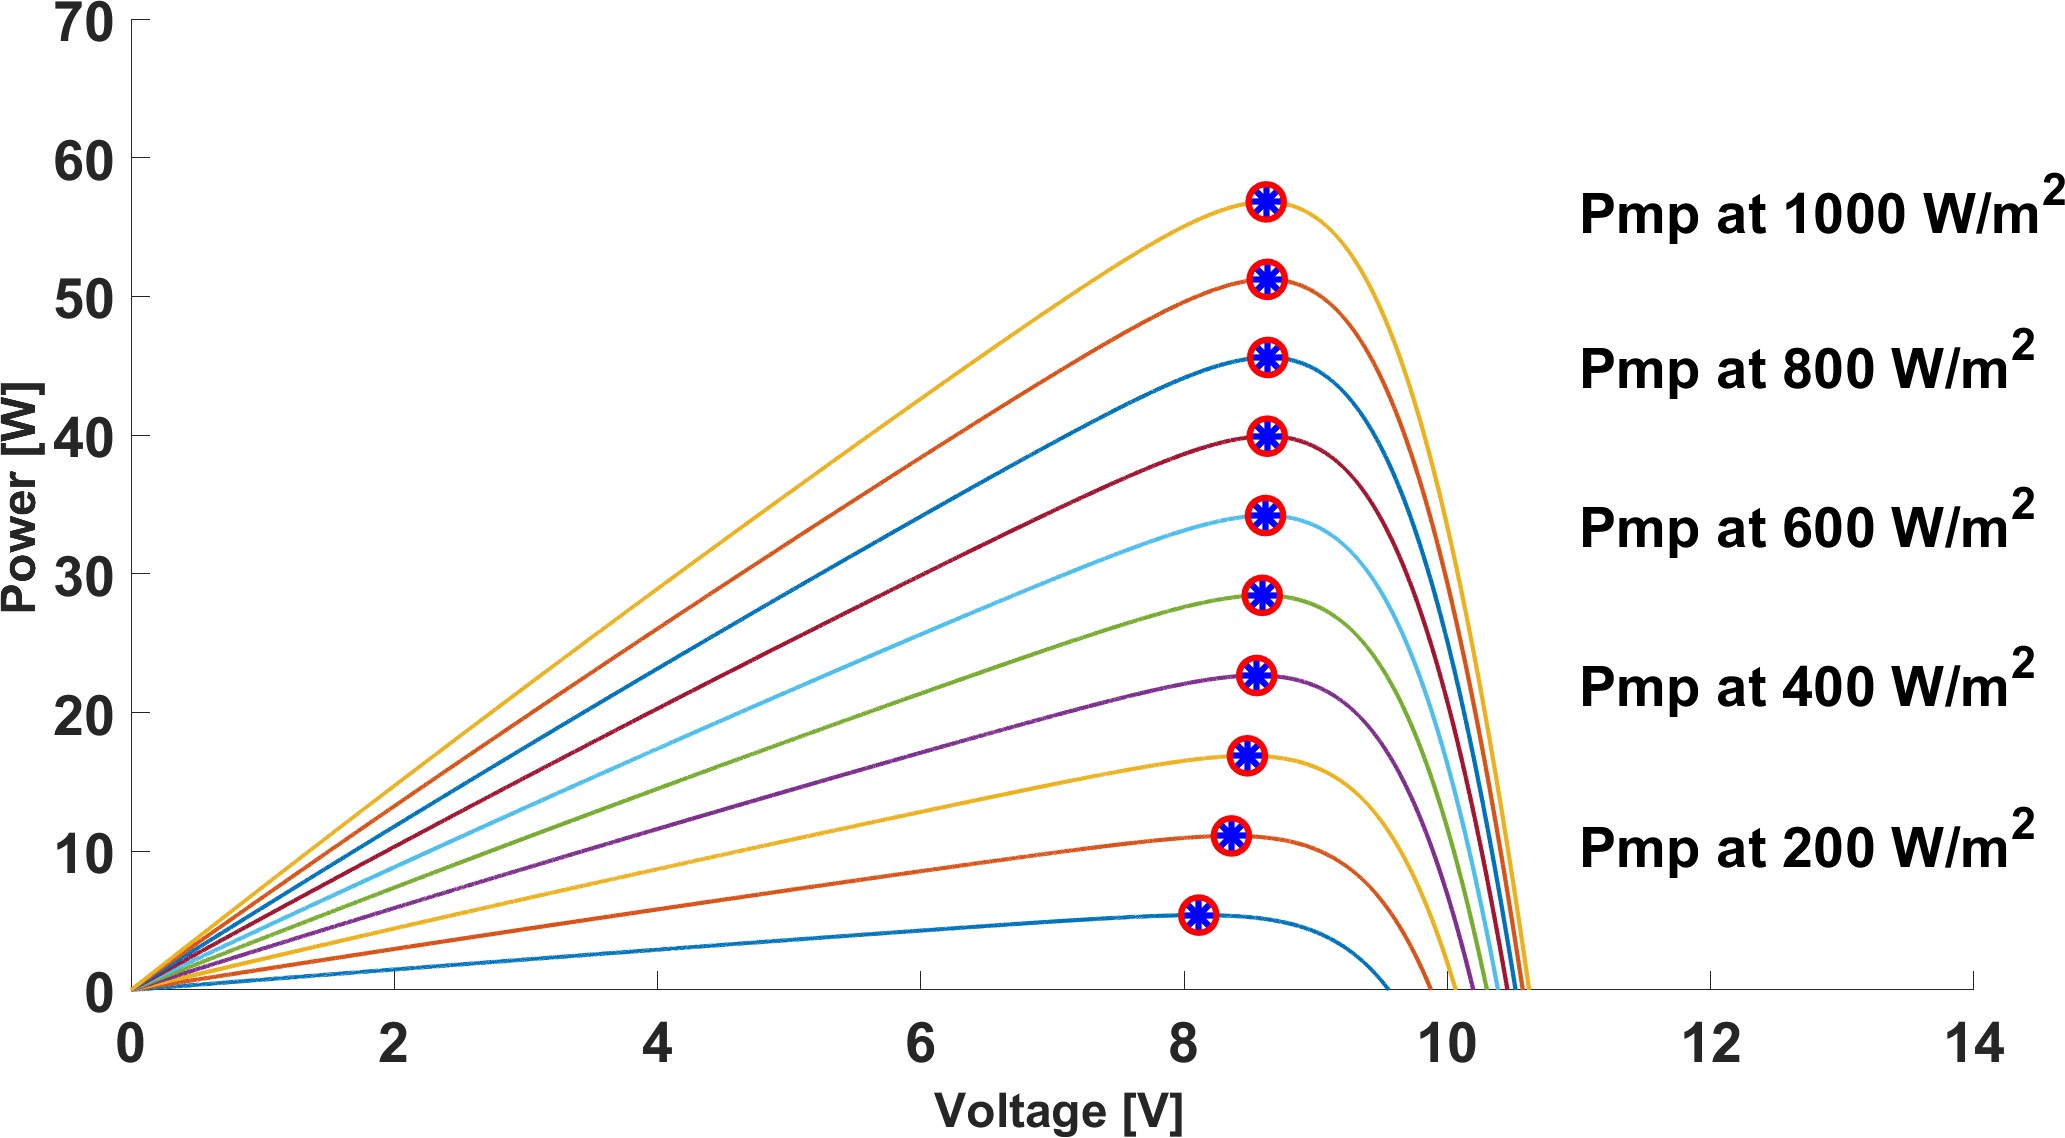 70
60
50
40
30
20
10
0
Power [W]
Pmp at 1000 W/m²
Pmp at 800 W/m²
Pmp at 600 W/m²
Pmp at 400 W/m²
Pmp at 200 W/m²
0 2 4 6 8 10 12 14
Voltage [V]